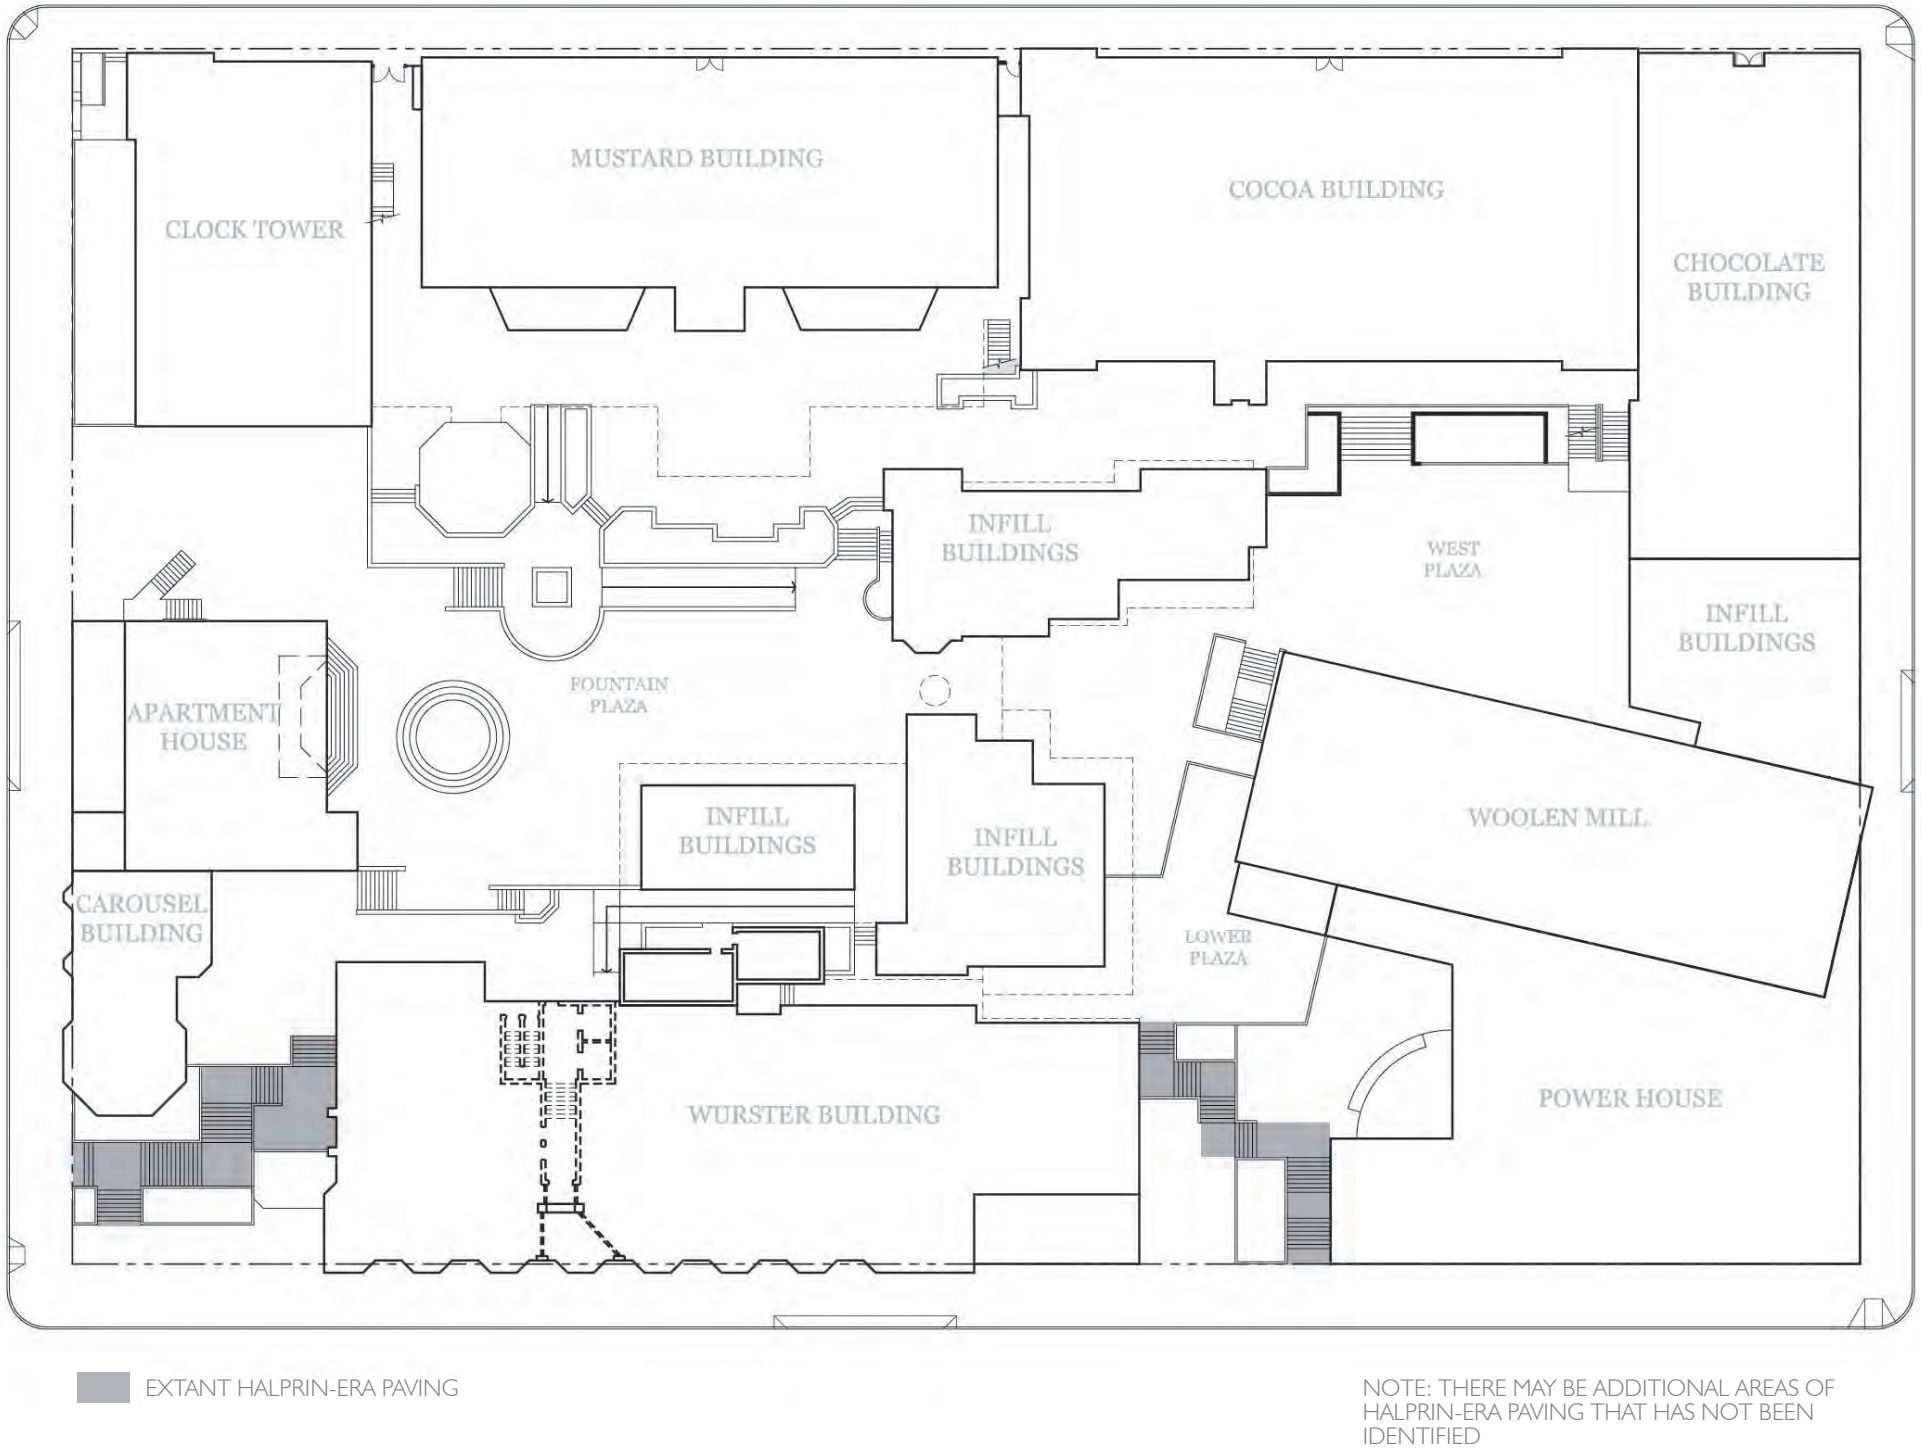 MUSTARD BUILDING
COCOA BUILDING
CLOCK TOWER
CHOCOLATE
BUILDING
INFILL
BUILDINGS
WEST
PLAZA
INFILL
BUILDINGS
FOUNTAIN
PLAZA
APARTMENT
HOUSE
INFILL
BUILDINGS
INFILL
BUILDINGS
WOOLEN MILL
CAROUSEL
BUILDING
LOWER
PLAZA
WURSTER BUILDING
POWER HOUSE
EXTANT HALPRIN-ERA PAVING
NOTE: THERE MAY BE ADDITIONAL AREAS OF
HALPRIN-ERA PAVING THAT HAS NOT BEEN
IDENTIFIED